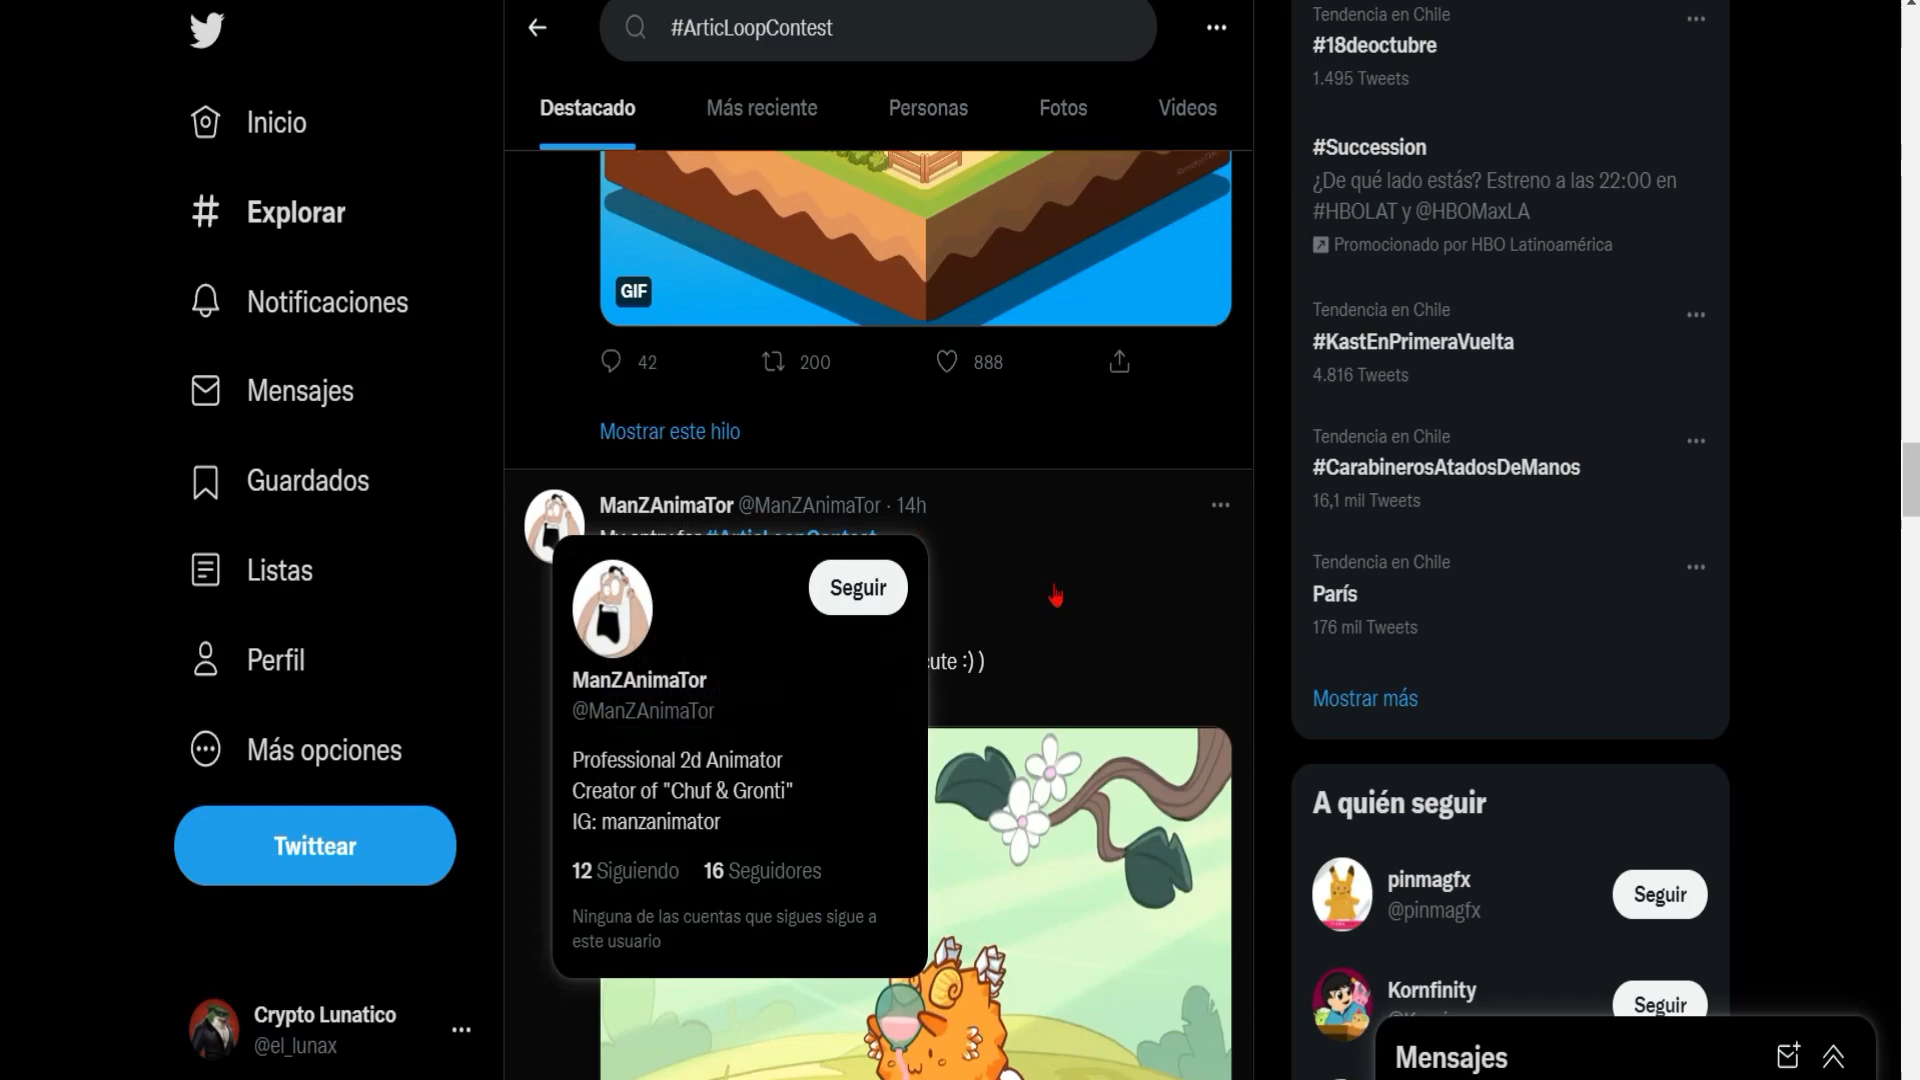 Inicio
Explorar
Notificaciones
Mensajes
Guardados
Listas
Perfil
Más opciones
Twittear
Crypto Lunatico
@el_lunax
#ArticLoopContest
Destacado
Más reciente
Personas
Fotos
Videos
GIF
42
200
888
Mostrar este hilo
ManZAnimaTor @ManZAnimaTor · 14h
My entry for #ArticLoopContest
cute :))
Seguir
ManZAnimaTor
@ManZAnimaTor
Professional 2d Animator
Creator of "Chuf & Gronti"
IG: manzanimator
12 Siguiendo 16 Seguidores
Ninguna de las cuentas que sigues sigue a
este usuario
Tendencia en Chile
#18deoctubre
1.495 Tweets
#Succession
¿De qué lado estás? Estreno a las 22:00 en
#HBOLAT y @HBOMaxLA
Promocionado por HBO Latinoamérica
Tendencia en Chile
#KastEnPrimeraVuelta
4.816 Tweets
Tendencia en Chile
#CarabinerosAtadosDeManos
16,1 mil Tweets
Tendencia en Chile
París
176 mil Tweets
Mostrar más
A quién seguir
pinmagfx
@pinmagfx
Seguir
Kornfinity
Seguir
Mensajes